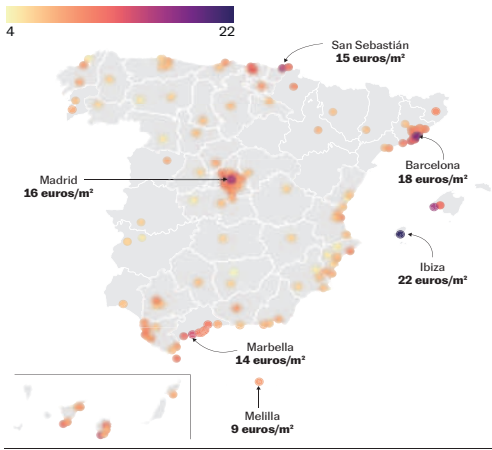 4 22
San Sebastián
15 euros/m²
Barcelona
18 euros/m²
Madrid
16 euros/m²
Ibiza
22 euros/m²
Marbella
14 euros/m²
Melilla
9 euros/m²